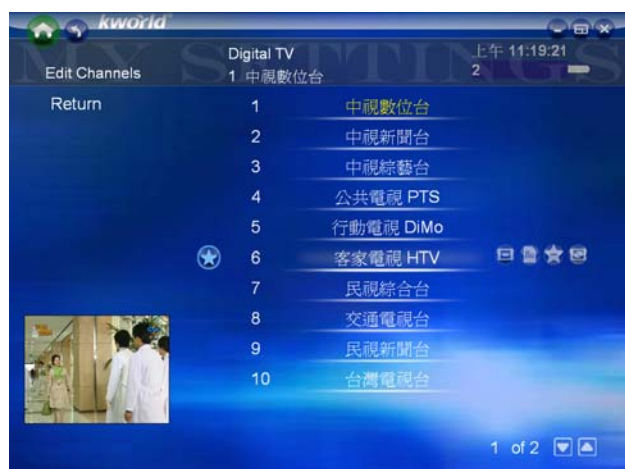 kworld
MY SETTINGS
Edit Channels
Digital TV
1 中視數位台
上午 11:19:21
2
Return
1 中視數位台
2 中視新聞台
3 中視綜藝台
4 公共電視 PTS
5 行動電視 DiMo
6 客家電視 HTV
7 民視綜合台
8 交通電視台
9 民視新聞台
10 台灣電視台
1 of 2